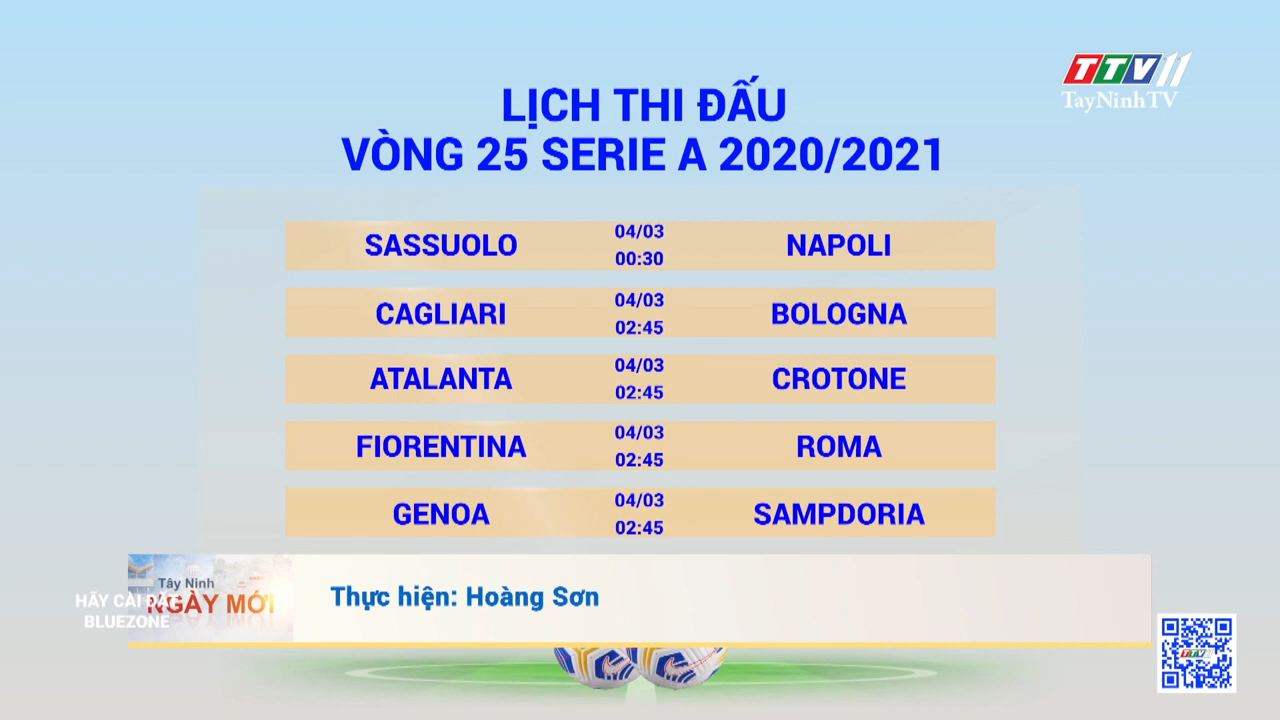 TTV11
TayNinhTV
LỊCH THI ĐẤU
VÒNG 25 SERIE A 2020/2021
SASSUOLO 04/03 00:30 NAPOLI
CAGLIARI 04/03 02:45 BOLOGNA
ATALANTA 04/03 02:45 CROTONE
FIORENTINA 04/03 02:45 ROMA
GENOA 04/03 02:45 SAMPDORIA
Tây Ninh
NGÀY MỚI
HÃY CÀI ĐẶT
BLUEZONE
Thực hiện: Hoàng Sơn
TTV11